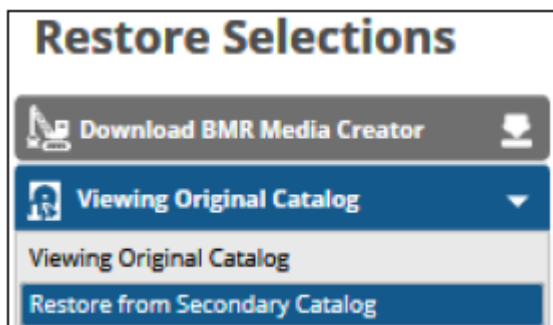 Restore Selections
Download BMR Media Creator
Viewing Original Catalog
Viewing Original Catalog
Restore from Secondary Catalog